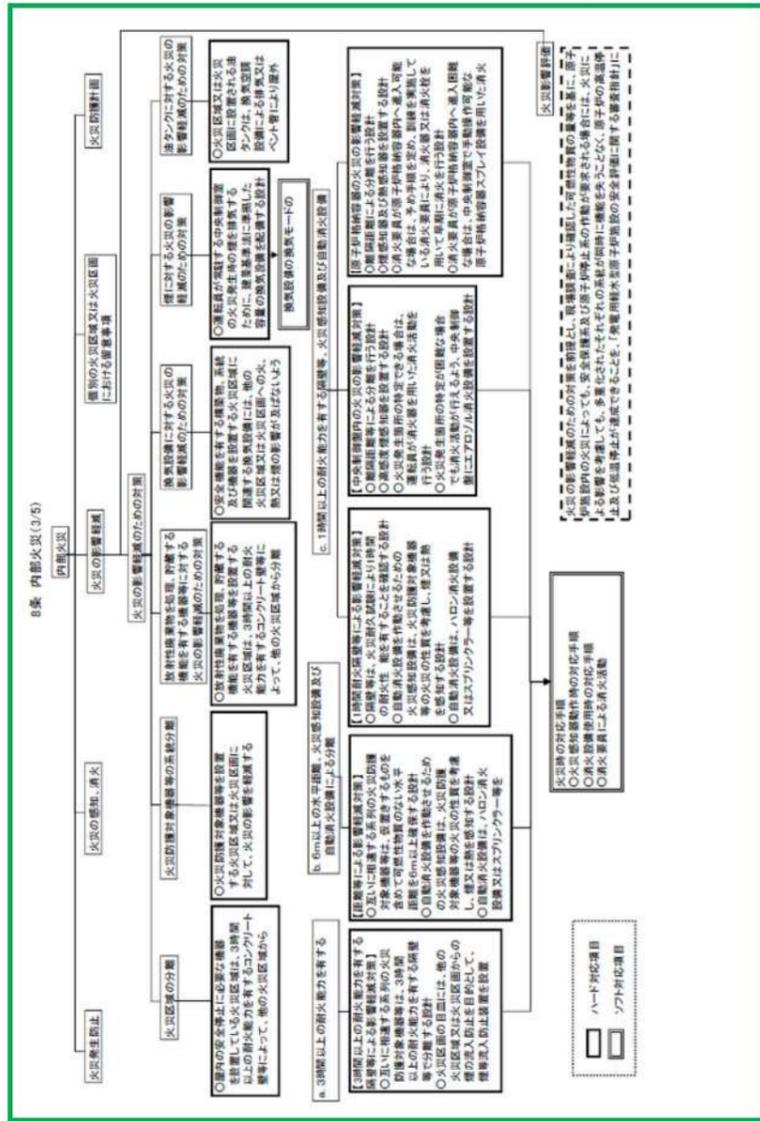 8条 内部火災(3/5)
内部火災
火災発生防止
火災の感知、消火
火災の影響軽減
個別の火災区域又は火災区画
における留意事項
火災防護計画
火災の影響軽減のための対策
火災区域の分離
○屋内の安全停止に必要な機器
を設置している火災区域は、3時間
以上の耐火能力を有するコンクリート
壁等によって、他の火災区域から
火災防護対象機器等の系統分離
○火災防護対象機器等を設置
する火災区域又は火災区画に
対して、火災の影響を軽減する
放射性廃棄物を処理、貯蔵する
機能を有する機器等に対する
火災の影響軽減のための対策
○放射性廃棄物を処理、貯蔵する
機能を有する機器等を設置する
火災区域は、3時間以上の耐火
能力を有するコンクリート壁等に
よって、他の火災区域から分離
換気設備に対する火災の
影響軽減のための対策
○安全機能を有する構築物、系統
及び機器を設置する火災区域に
関連する換気設備には、他の
火災区域又は火災区画への火、
熱又は煙の影響が及ばないよう
煙に対する火災の影響
軽減のための対策
○運転員が常駐する中央制御室
の火災発生時の煙を排気する
ために、建築基準法に準拠した
容量の換気設備を配備する設計
換気設備の換気モードの
油タンクに対する火災の
影響軽減のための対策
○火災区域又は火災
区画に設置される油
タンクは、換気空調
設備による排気又は
ベント管により屋外
a. 3時間以上の耐火能力を有する
【3時間以上の耐火能力を有する
隔壁等による影響軽減対策】
○互いに相違する系列の火災
防護対象機器等は、3時間
以上の耐火能力を有する隔壁
等で分離する設計
○火災区画の目皿には、他の
火災区域又は火災区画からの
煙の流入防止を目的として、
煙等流入防止装置を設置
b. 6m以上の水平距離、火災感知設備及び
自動消火設備による分離
【距離等による影響軽減対策】
○互いに相違する系列の火災防護
対象機器等は、仮置きするものを
含めて可燃性物質のない水平
距離を6m以上確保する設計
○自動消火設備を作動させるため
の火災感知設備は、火災防護
対象機器等の火災の性質を考慮
し、煙又は熱を感知する設計
○自動消火設備は、ハロン消火
設備又はスプリンクラー等を
c. 1時間以上の耐火能力を有する隔壁等、火災感知設備及び自動消火設備
【1時間耐火隔壁等による影響軽減対策】
○隔壁等は、火災耐久試験により1時間
の耐火性 能を有することを確認する設計
○自動消火設備を作動させるための
火災感知設備は、火災防護対象機器
等の火災の性質を考慮し、煙又は熱
を感知する設計
○自動消火設備は、ハロン消火設備
又はスプリンクラー等を設置する設計
【中央制御盤内の火災の影響軽減対策】
○離隔距離等による分離を行う設計
○高感度煙感知器を設置する設計
○火災発生箇所の特定できる場合は、
運転員が消火器を用いた消火活動を
行う設計
○火災発生箇所の特定が困難な場合
でも消火活動が行えるよう、中央制御
盤にエアロゾル消火設備を設置する設計
【原子炉格納容器の火災の影響軽減対策】
○離隔距離による分離を行う設計
○煙感知器及び熱感知器を設置する設計
○消火要員が原子炉格納容器内へ進入可能
な場合は、予め手順を定め、訓練を実施して
いる消火要員により、消火器又は消火栓を
用いて早期に消火を行う設計
○消火要員が原子炉格納容器内へ進入困難
な場合は、中央制御室で手動操作可能な
原子炉格納容器スプレイ設備を用いた消火
火災時の対応手順
○火災感知器動作時の対応手順
○消火設備使用時の対応手順
○消火要員による消火活動
火災影響評価
火災の影響軽減のための対策を前提とし、現場調査により確認した可燃性物質の量等を基に、原子
炉施設内の火災によっても、安全保護系及び原子炉停止系の作動が要求される場合には、火災に
よる影響を考慮しても、多重化されたそれぞれの系統が同時に機能を失うことなく、原子炉の高温停
止及び低温停止が達成できることを、「発電用軽水型原子炉施設の安全評価に関する審査指針」に
ハード対応項目
ソフト対応項目